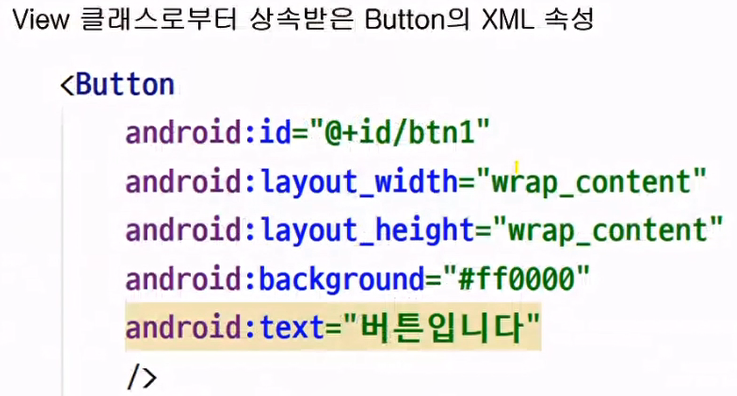 View 클래스로부터 상속받은 Button의 XML 속성
<Button
android:id="@+id/btn1"
android:layout_width="wrap_content"
android:layout_height="wrap_content"
android:background="#ff0000"
android:text="버튼입니다"
/>